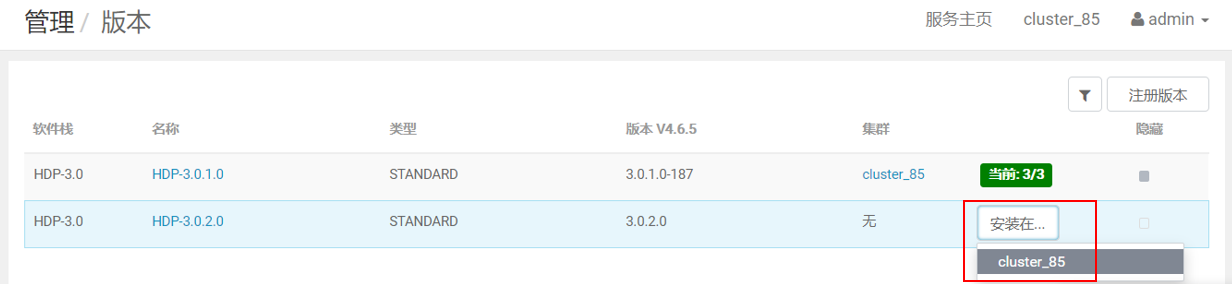 管理 / 版本
服务主页 cluster_85 admin
注册版本
软件栈 名称 类型 版本 V4.6.5 集群 隐藏
HDP-3.0 HDP-3.0.1.0 STANDARD 3.0.1.0-187 cluster_85 当前: 3/3
HDP-3.0 HDP-3.0.2.0 STANDARD 3.0.2.0 无 安装在...
cluster_85